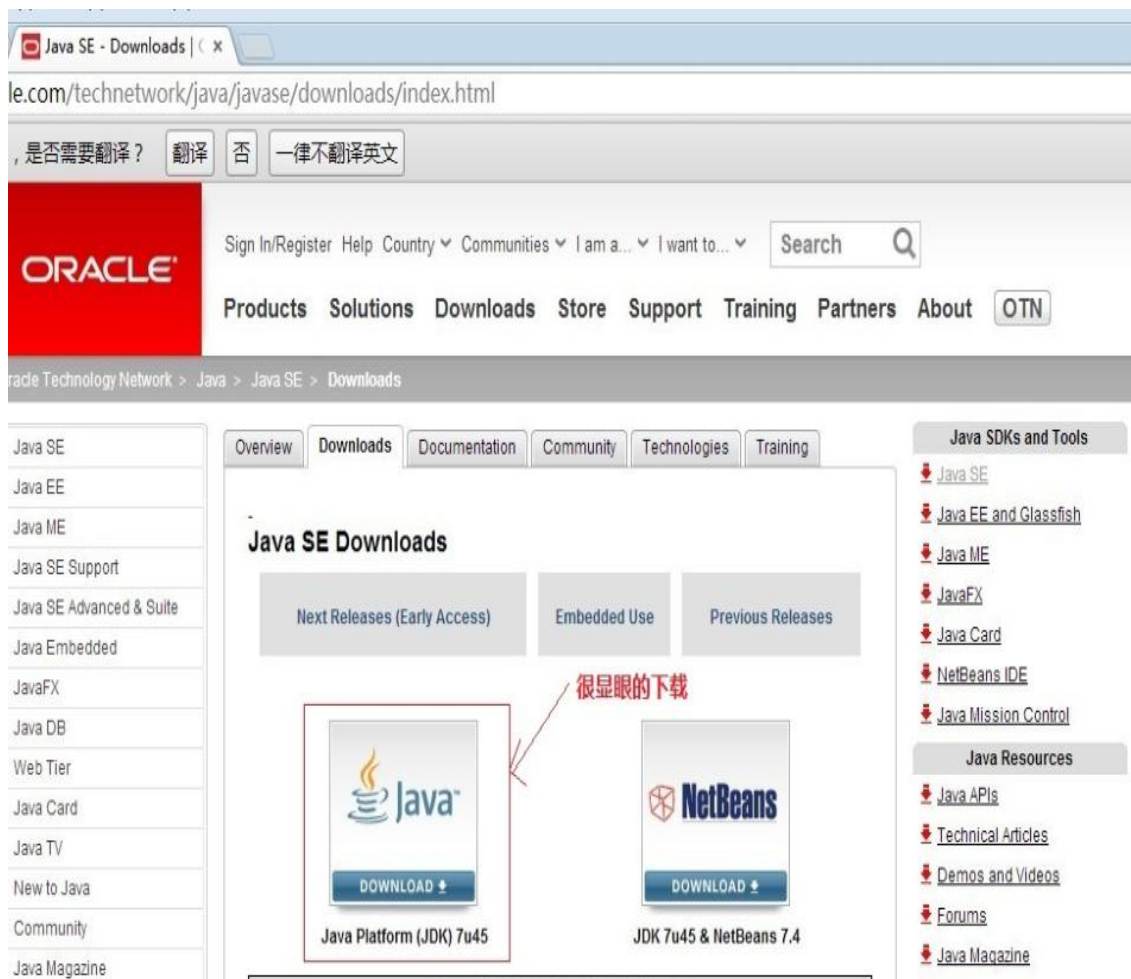 Java SE - Downloads | (
le.com/technetwork/java/javase/downloads/index.html
，是否需要翻译？ 翻译 否 一律不翻译英文
ORACLE
Sign In/Register Help Country Communities I am a... I want to... Search
Products Solutions Downloads Store Support Training Partners About OTN
racle Technology Network > Java > Java SE > Downloads
Java SE
Java EE
Java ME
Java SE Support
Java SE Advanced & Suite
Java Embedded
JavaFX
Java DB
Web Tier
Java Card
Java TV
New to Java
Community
Java Magazine
Overview Downloads Documentation Community Technologies Training
Java SE Downloads
Next Releases (Early Access) Embedded Use Previous Releases
很显眼的下载
Java™
DOWNLOAD
Java Platform (JDK) 7u45
NetBeans
DOWNLOAD
JDK 7u45 & NetBeans 7.4
Java SDKs and Tools
Java SE
Java EE and Glassfish
Java ME
JavaFX
Java Card
NetBeans IDE
Java Mission Control
Java Resources
Java APIs
Technical Articles
Demos and Videos
Forums
Java Magazine